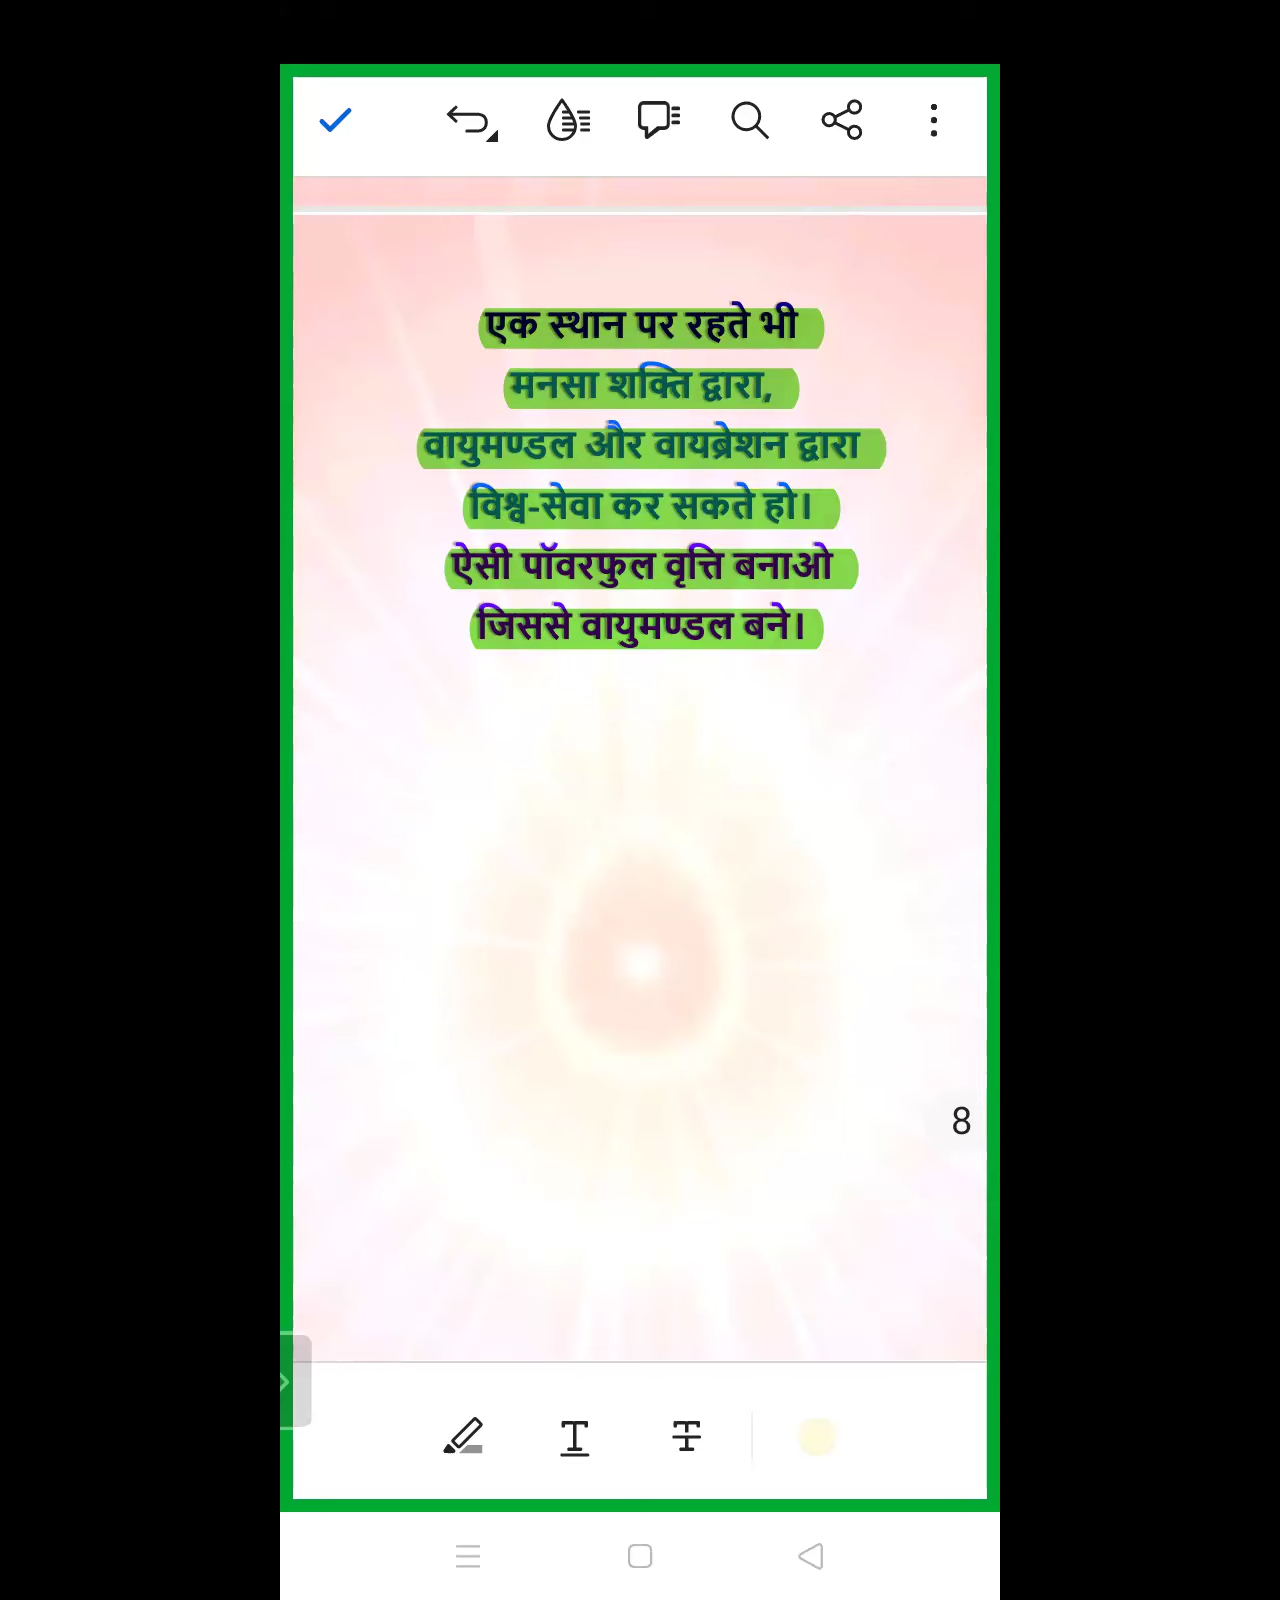 एक स्थान पर रहते भी
मनसा शक्ति द्वारा,
वायुमण्डल और वायब्रेशन द्वारा
विश्व-सेवा कर सकते हो।
ऐसी पॉवरफुल वृत्ति बनाओ
जिससे वायुमण्डल बने।
8